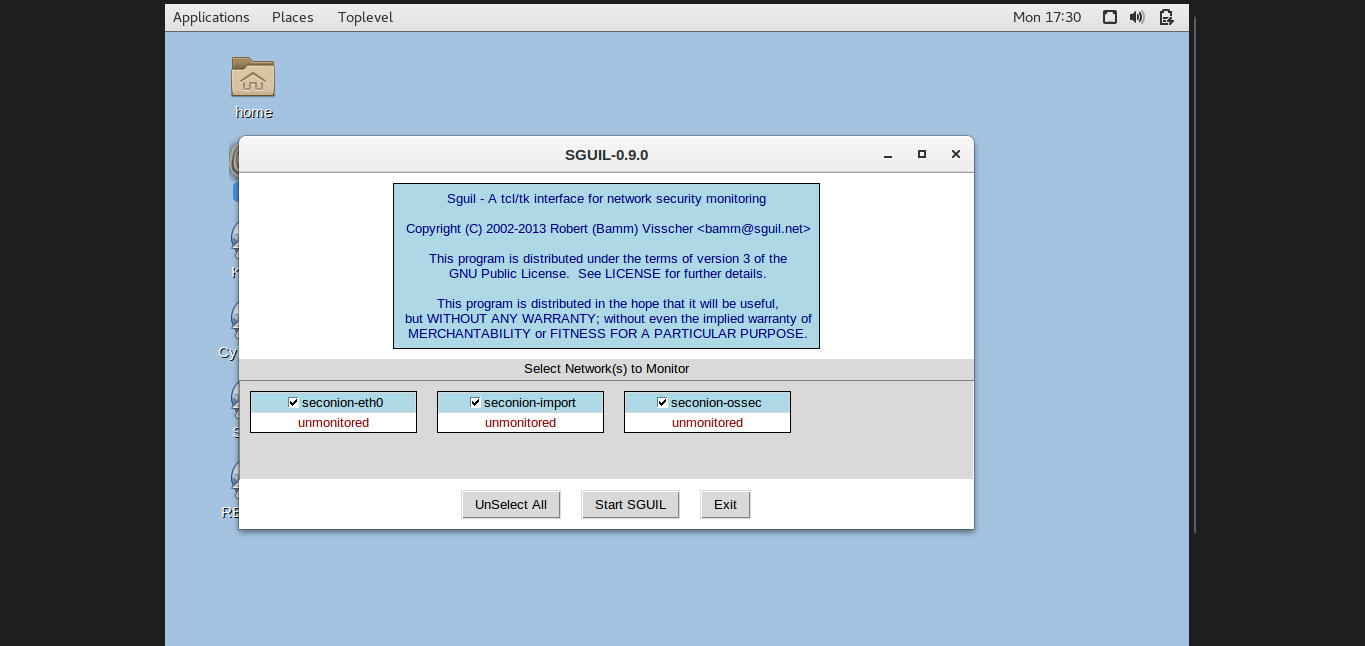 Applications Places Toplevel Mon 17:30
home
SGUIL-0.9.0
Sguil - A tcl/tk interface for network security monitoring
Copyright (C) 2002-2013 Robert (Bamm) Visscher <bamm@sguil.net>
This program is distributed under the terms of version 3 of the
GNU Public License. See LICENSE for further details.
This program is distributed in the hope that it will be useful,
but WITHOUT ANY WARRANTY; without even the implied warranty of
MERCHANTABILITY or FITNESS FOR A PARTICULAR PURPOSE.
Select Network(s) to Monitor
seconion-eth0 seconion-import seconion-ossec
unmonitored unmonitored unmonitored
UnSelect All Start SGUIL Exit